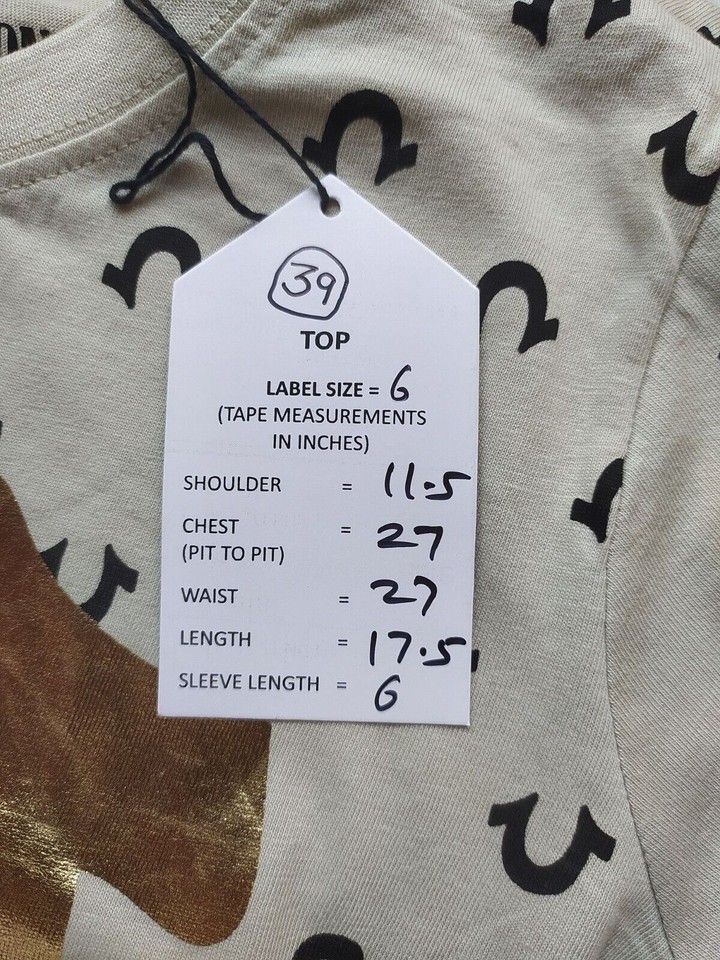 39
TOP
LABEL SIZE = 6
(TAPE MEASUREMENTS
IN INCHES)
SHOULDER = 11.5
CHEST = 27
(PIT TO PIT)
WAIST = 27
LENGTH = 17.5
SLEEVE LENGTH = 6